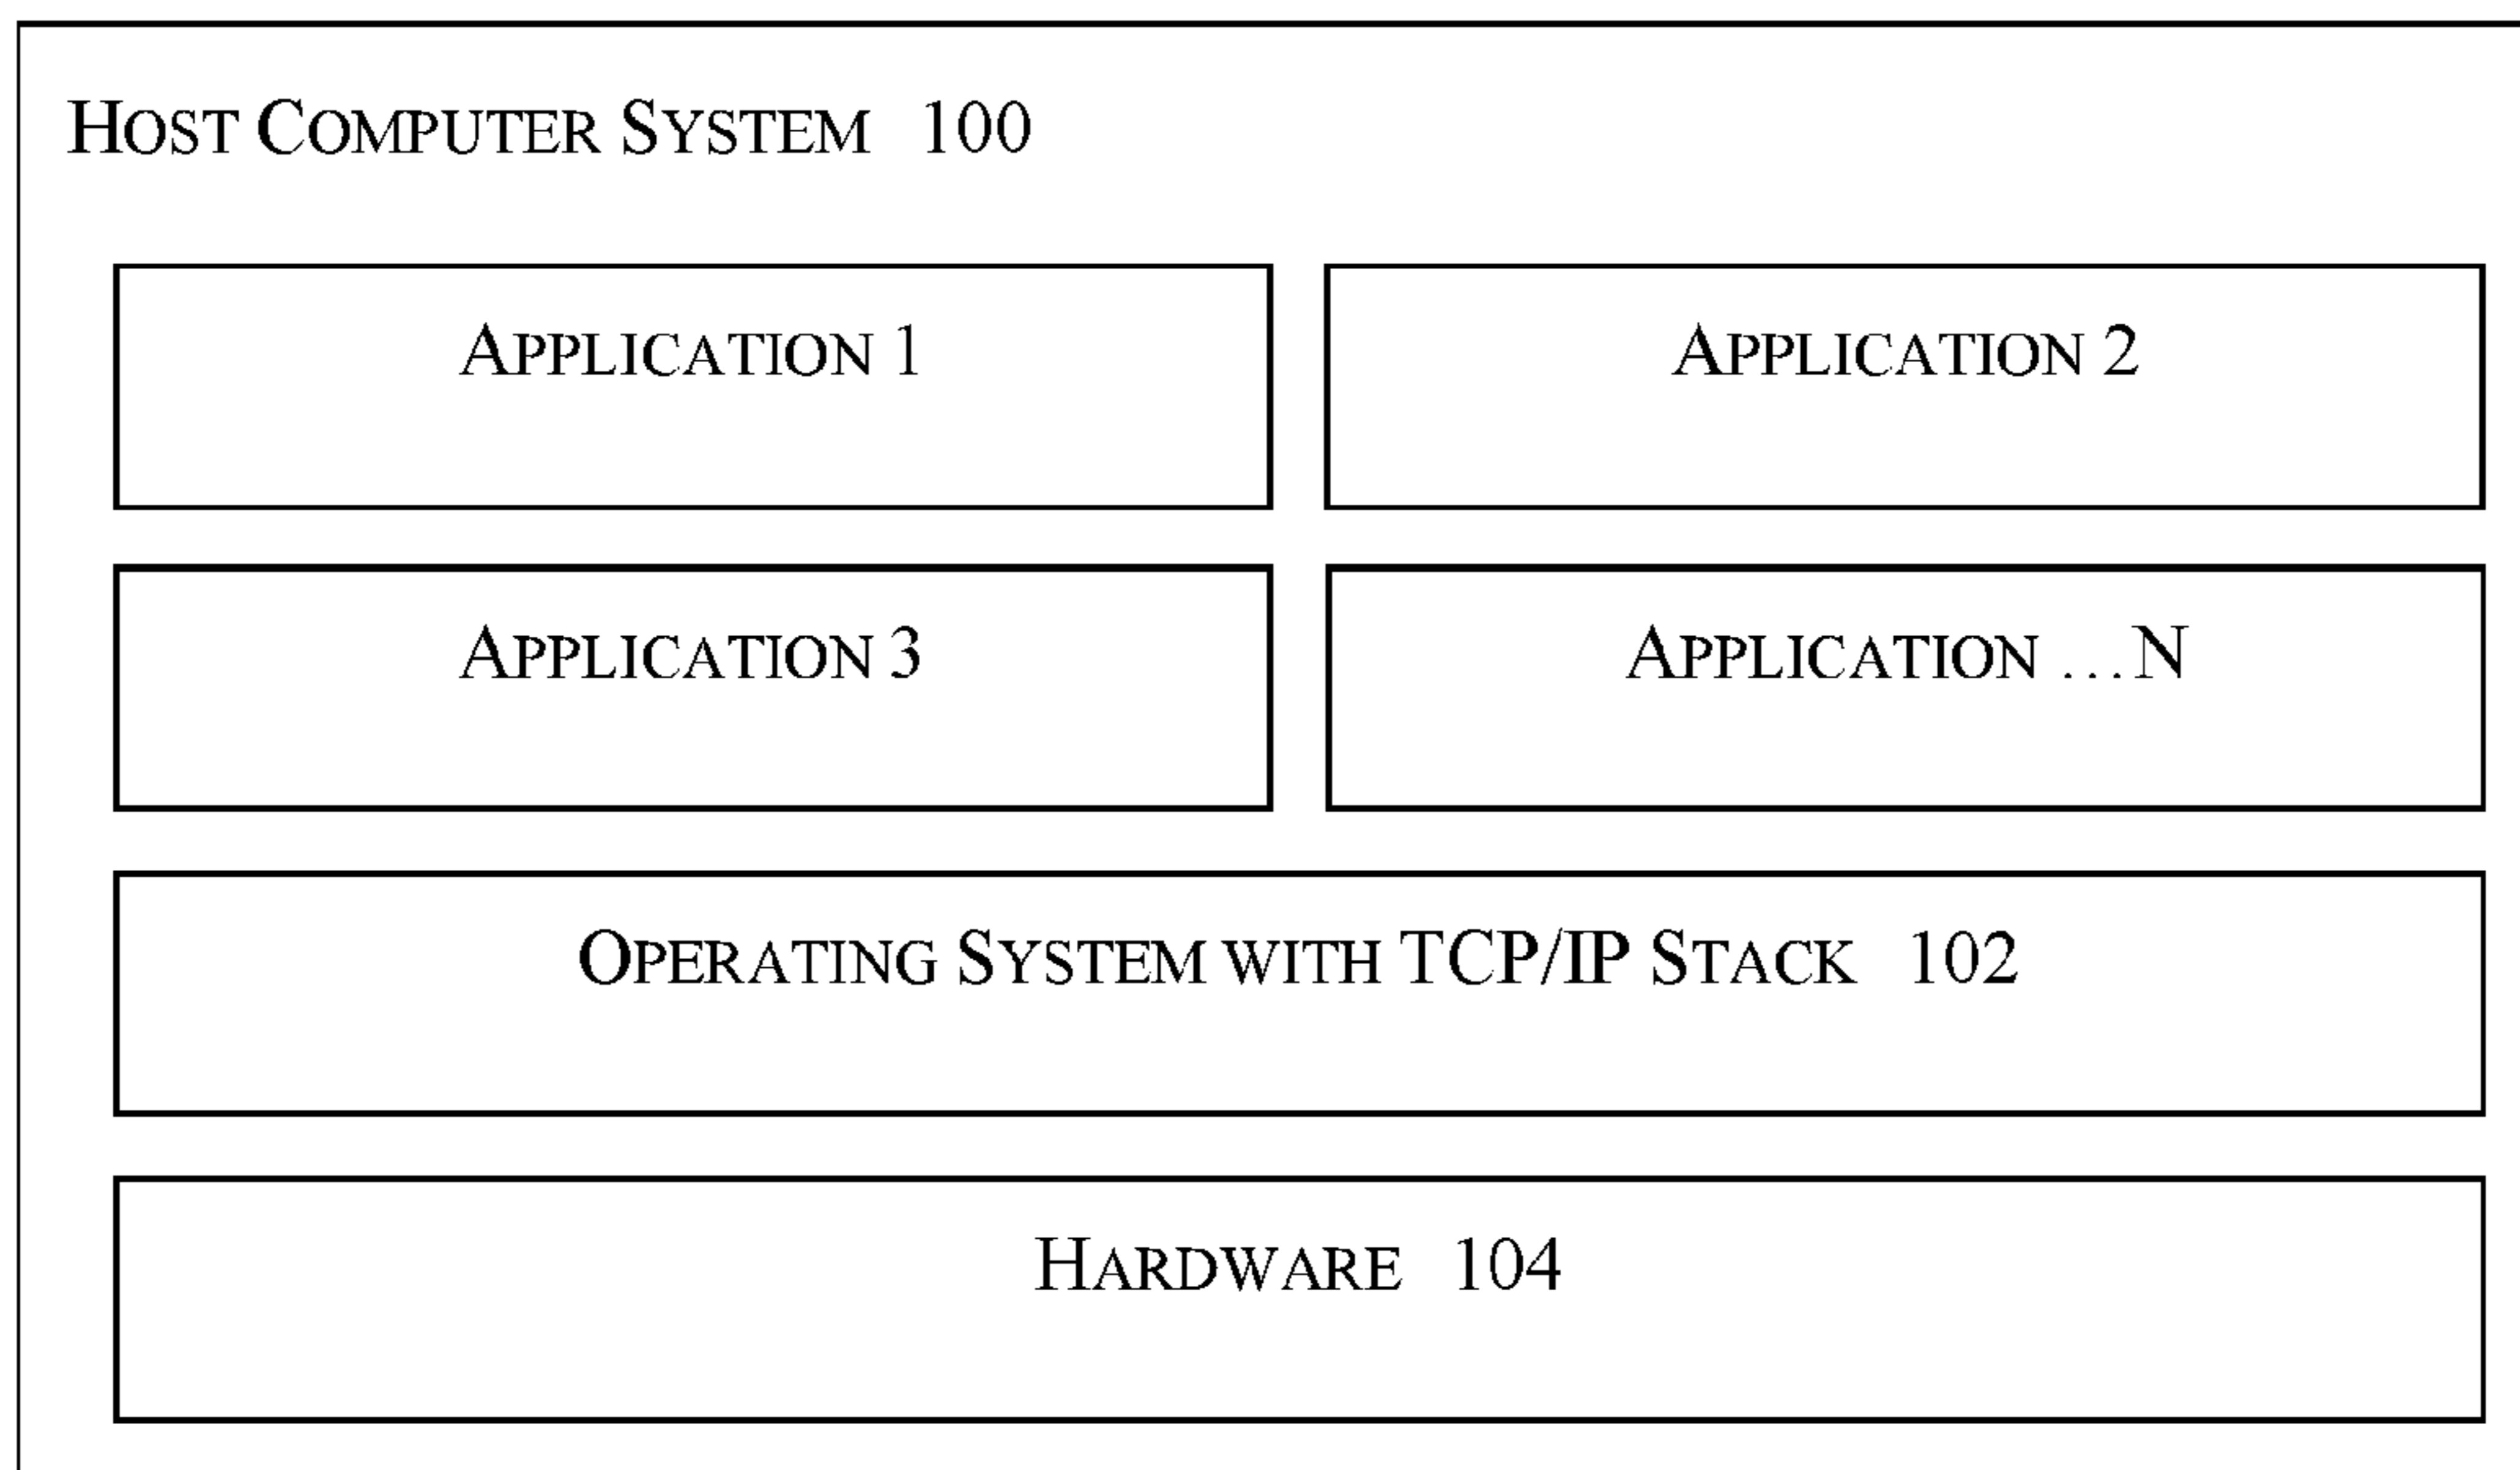 HOST COMPUTER SYSTEM 100
APPLICATION 1
APPLICATION 2
APPLICATION 3
APPLICATION ...N
OPERATING SYSTEM WITH TCP/IP STACK 102
HARDWARE 104